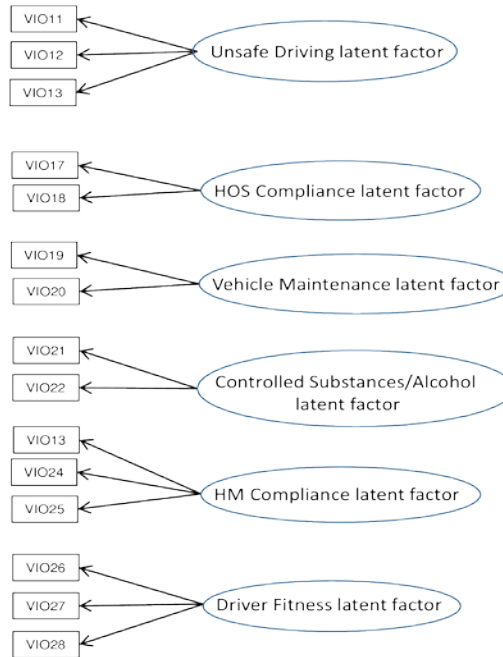 VIO11
VIO12
VIO13
Unsafe Driving latent factor
VIO17
VIO18
HOS Compliance latent factor
VIO19
VIO20
Vehicle Maintenance latent factor
VIO21
VIO22
Controlled Substances/Alcohol
latent factor
VIO13
VIO24
VIO25
HM Compliance latent factor
VIO26
VIO27
VIO28
Driver Fitness latent factor